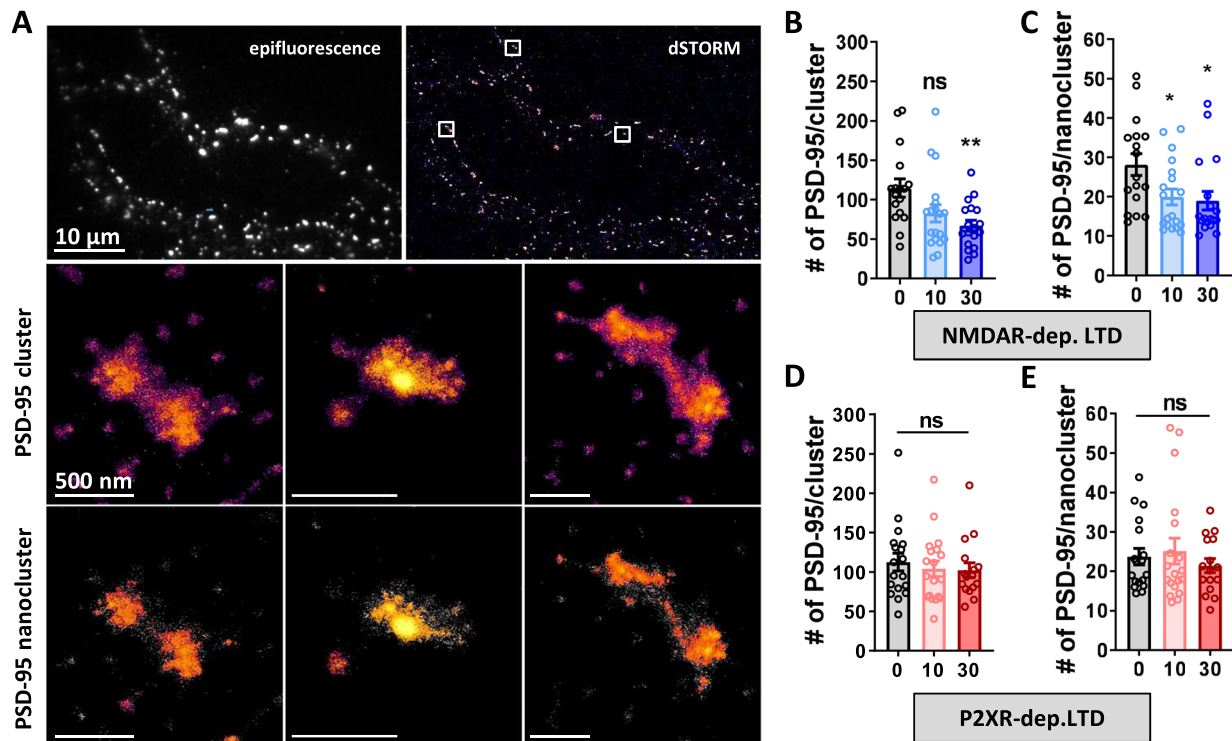 A
epifluorescence
dSTORM
10 µm
PSD-95 cluster
500 nm
PSD-95 nanocluster
B
# of PSD-95/cluster
300
250
200
150
100
50
0
ns
**
0 10 30
C
# of PSD-95/nanocluster
60
50
40
30
20
10
0
*
*
0 10 30
NMDAR-dep. LTD
D
# of PSD-95/cluster
300
250
200
150
100
50
0
ns
0 10 30
E
# of PSD-95/nanocluster
60
50
40
30
20
10
0
ns
0 10 30
P2XR-dep.LTD